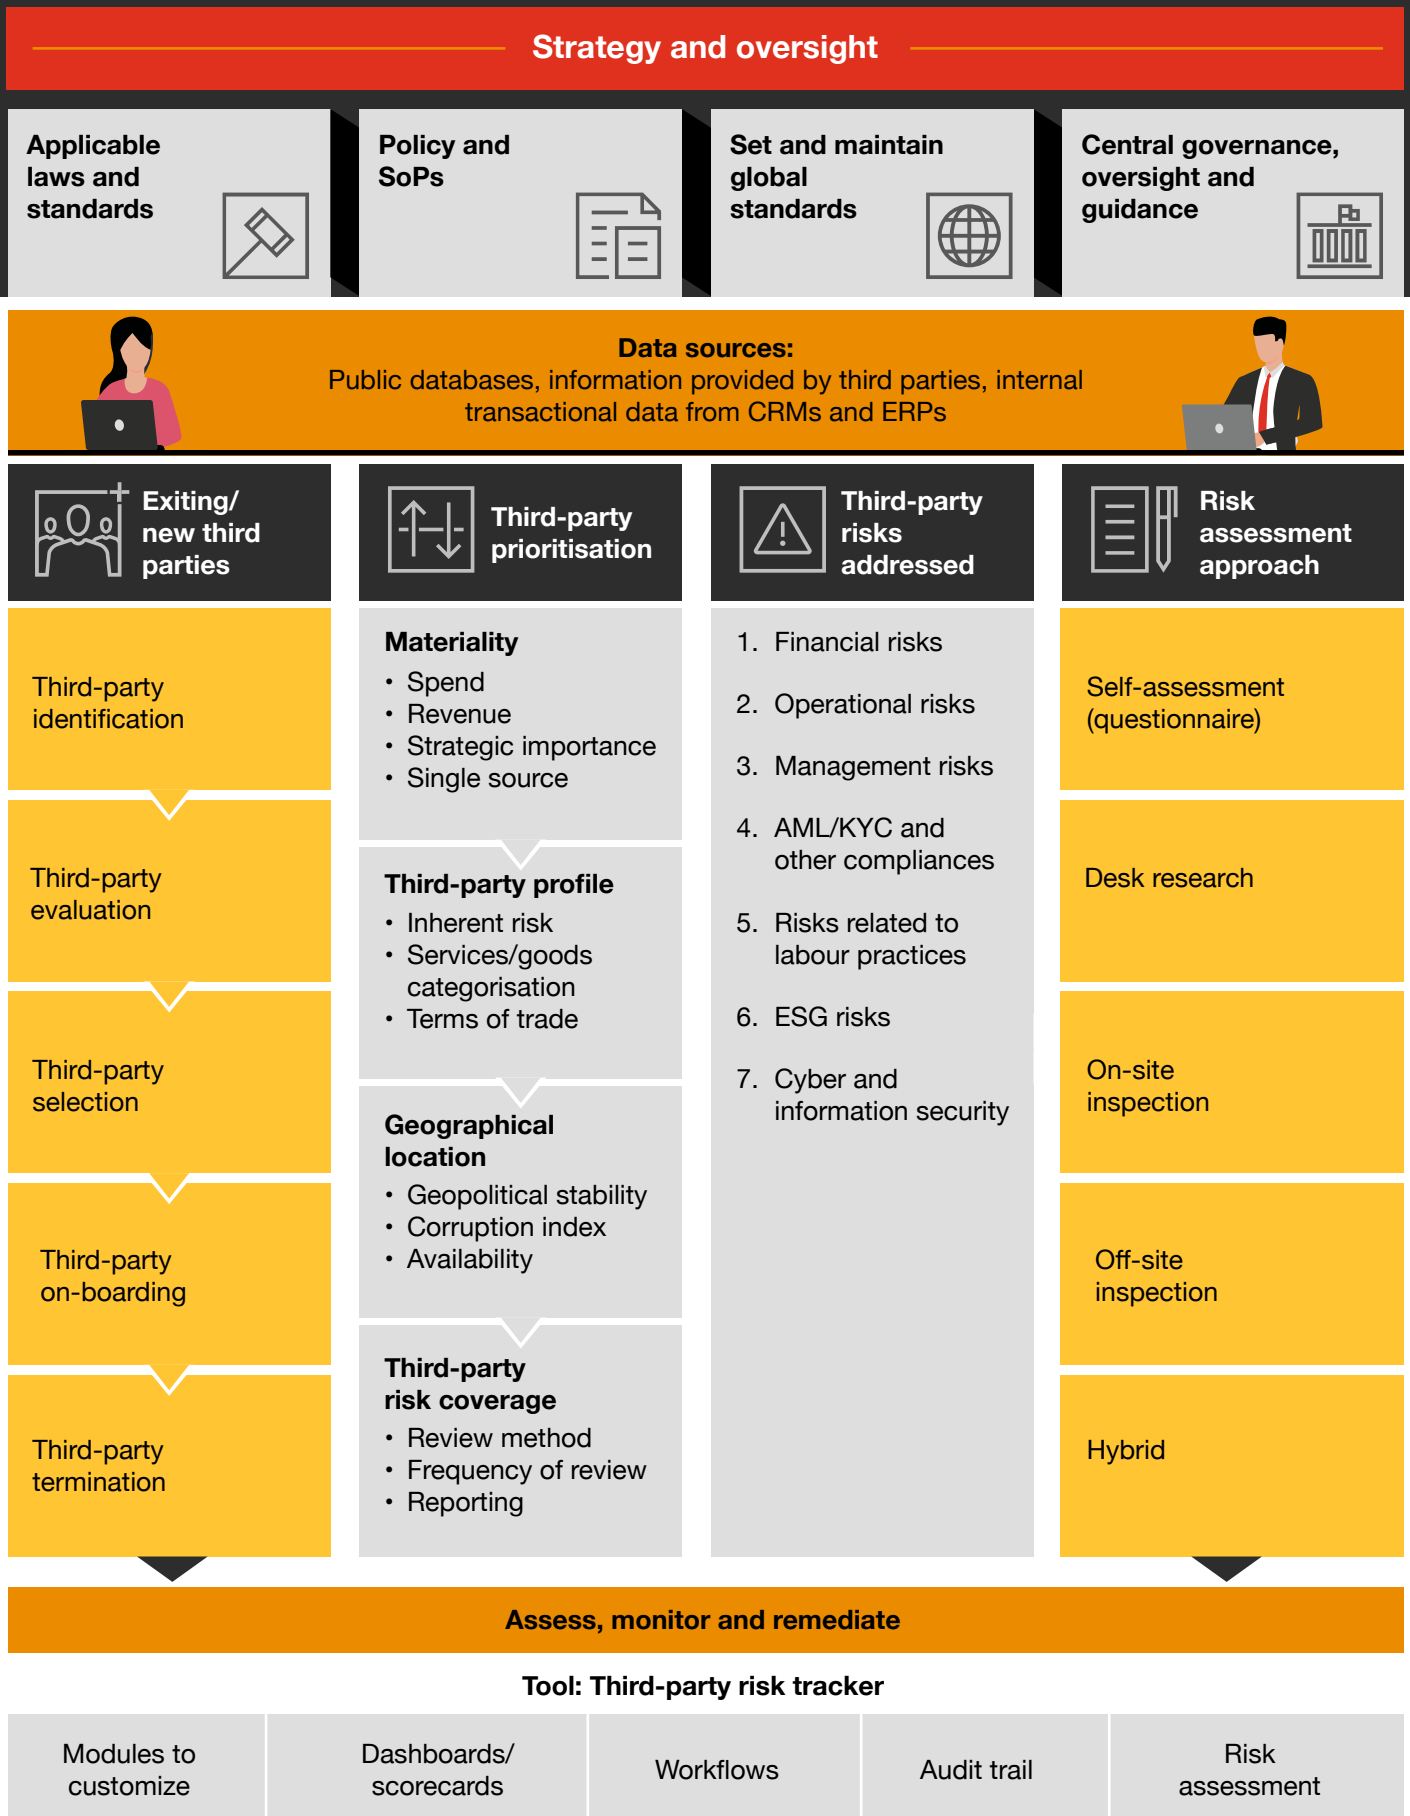 Strategy and oversight
Applicable
laws and
standards
Policy and
SoPs
Set and maintain
global
standards
Central governance,
oversight and
guidance
Data sources:
Public databases, information provided by third parties, internal
transactional data from CRMs and ERPs
Exiting/
new third
parties
Third-party
identification
Third-party
evaluation
Third-party
selection
Third-party
on-boarding
Third-party
termination
Third-party
prioritisation
Materiality
• Spend
• Revenue
• Strategic importance
• Single source
Third-party profile
• Inherent risk
• Services/goods
categorisation
• Terms of trade
Geographical
location
• Geopolitical stability
• Corruption index
• Availability
Third-party
risk coverage
• Review method
• Frequency of review
• Reporting
Third-party
risks
addressed
1. Financial risks
2. Operational risks
3. Management risks
4. AML/KYC and
other compliances
5. Risks related to
labour practices
6. ESG risks
7. Cyber and
information security
Risk
assessment
approach
Self-assessment
(questionnaire)
Desk research
On-site
inspection
Off-site
inspection
Hybrid
Assess, monitor and remediate
Tool: Third-party risk tracker
Modules to
customize
Dashboards/
scorecards
Workflows
Audit trail
Risk
assessment